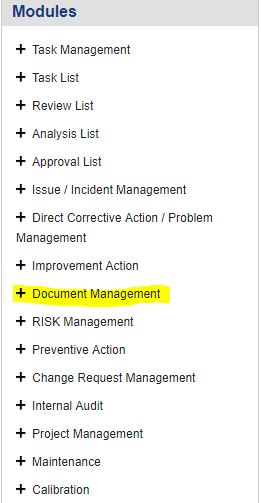 Modules
+ Task Management
+ Task List
+ Review List
+ Analysis List
+ Approval List
+ Issue / Incident Management
+ Direct Corrective Action / Problem
Management
+ Improvement Action
+ Document Management
+ RISK Management
+ Preventive Action
+ Change Request Management
+ Internal Audit
+ Project Management
+ Maintenance
+ Calibration